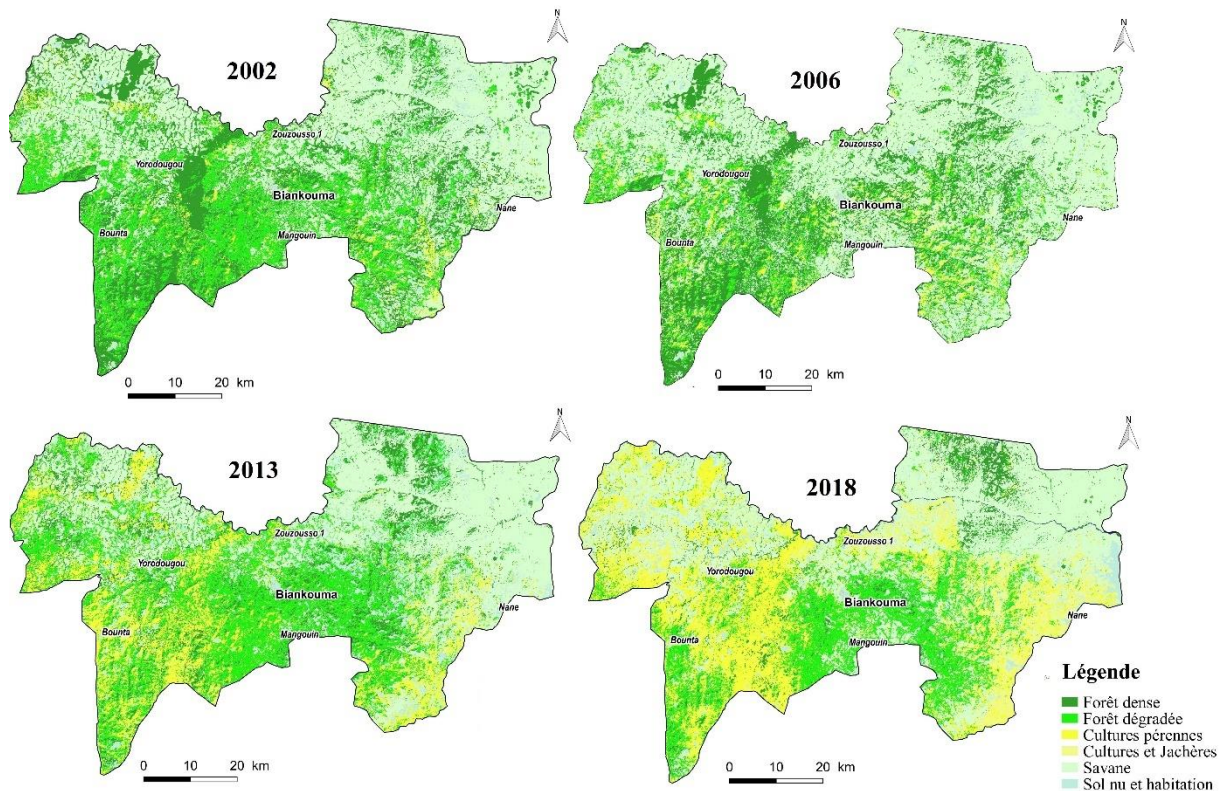 N
2002
Zouzousso 1
Yorodougou
Biankouma
Nane
Bounta
Mangouin
0 10 20 km
N
2006
Zouzousso 1
Yorodougou
Biankouma
Nane
Bounta
Mangouin
0 10 20 km
N
2013
Zouzousso 1
Yorodougou
Biankouma
Nane
Bounta
Mangouin
0 10 20 km
N
2018
Zouzousso 1
Yorodougou
Biankouma
Nane
Bounta
Mangouin
0 10 20 km
Légende
Forêt dense
Forêt dégradée
Cultures pérennes
Cultures et Jachères
Savane
Sol nu et habitation